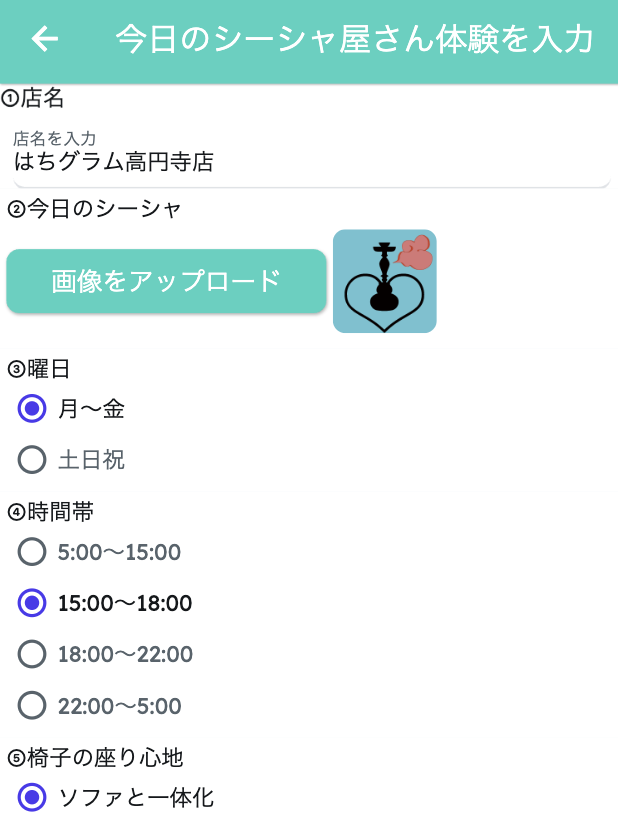 今日のシーシャ屋さん体験を入力
①店名
店名を入力
はちグラム高円寺店
②今日のシーシャ
画像をアップロード
③曜日
月〜金
土日祝
④時間帯
5:00〜15:00
15:00〜18:00
18:00〜22:00
22:00〜5:00
⑤椅子の座り心地
ソファと一体化